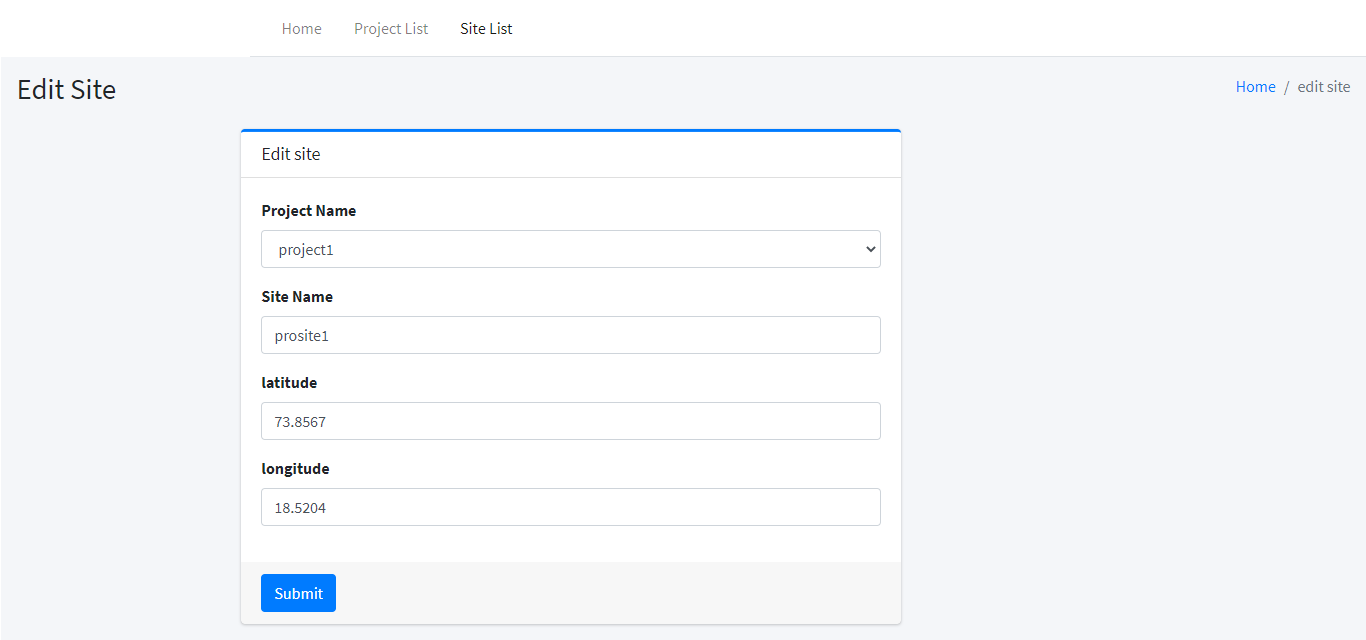 Home Project List Site List
Edit Site
Home / edit site
Edit site
Project Name
project1
Site Name
prosite1
latitude
73.8567
longitude
18.5204
Submit